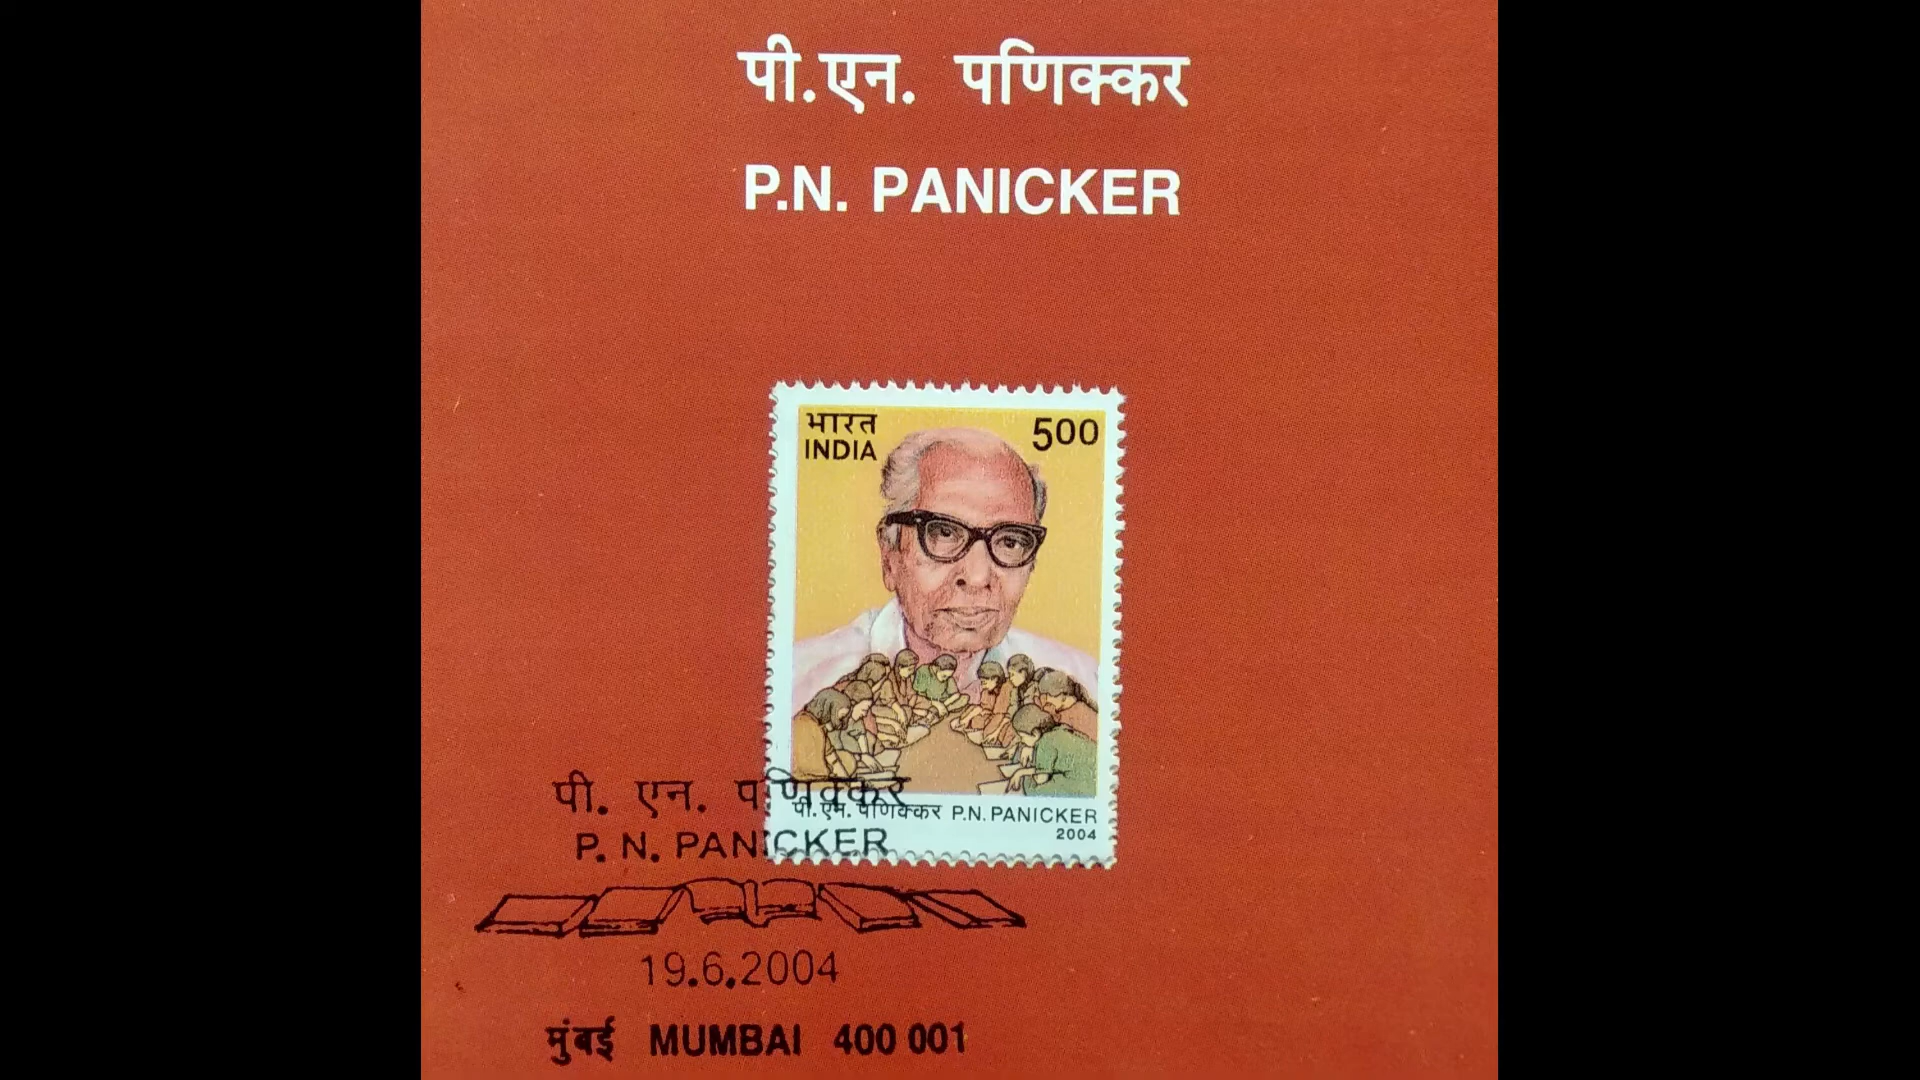 पी.एन. पणिक्कर
P.N. PANICKER
भारत
INDIA
500
पी.एन. पणिक्कर P.N. PANICKER
2004
पी. एन. पणिक्कर
P. N. PANICKER
19.6.2004
मुंबई MUMBAI 400 001